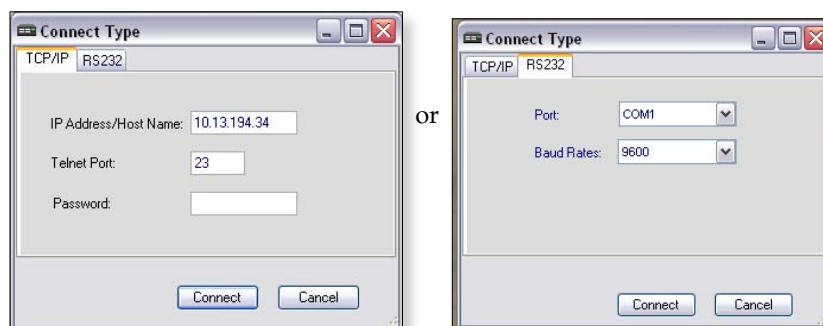 Connect Type
TCP/IP RS232
IP Address/Host Name: 10.13.194.34
Telnet Port: 23
Password:
Connect Cancel
or
Connect Type
TCP/IP RS232
Port: COM1
Baud Rates: 9600
Connect Cancel